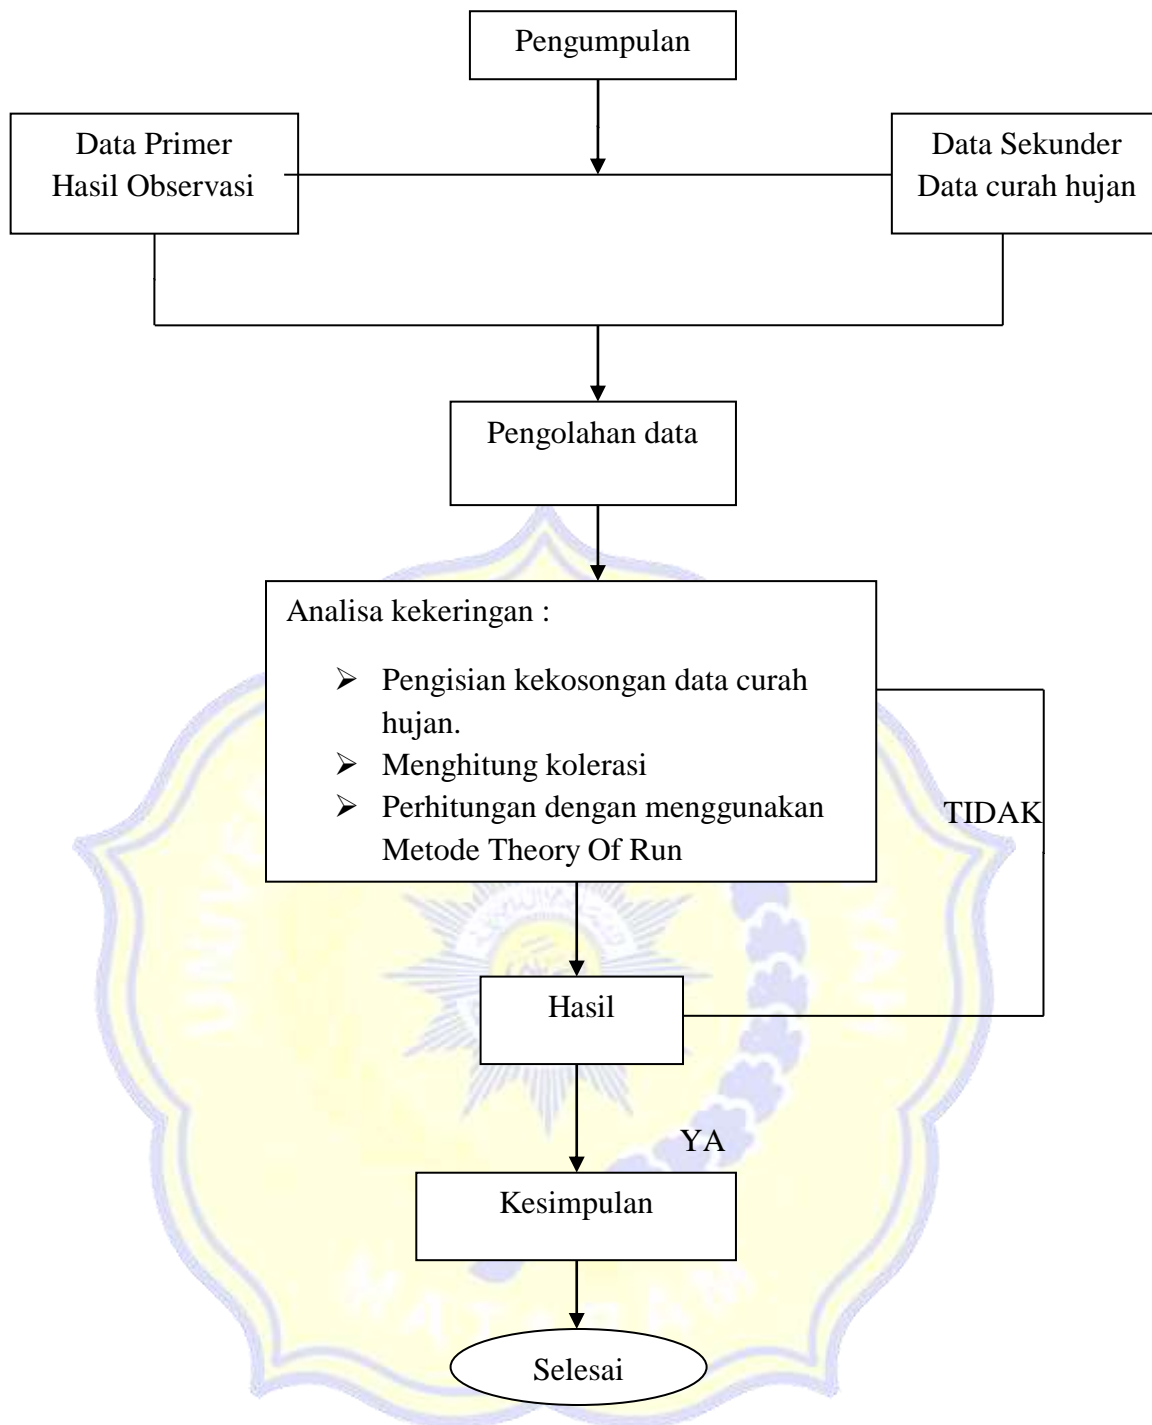 Pengumpulan
Data Primer
Hasil Observasi
Data Sekunder
Data curah hujan
Pengolahan data
Analisa kekeringan :
➢ Pengisian kekosongan data curah
hujan.
➢ Menghitung kolerasi
➢ Perhitungan dengan menggunakan
Metode Theory Of Run
TIDAK
Hasil
YA
Kesimpulan
MATARAM
Selesai